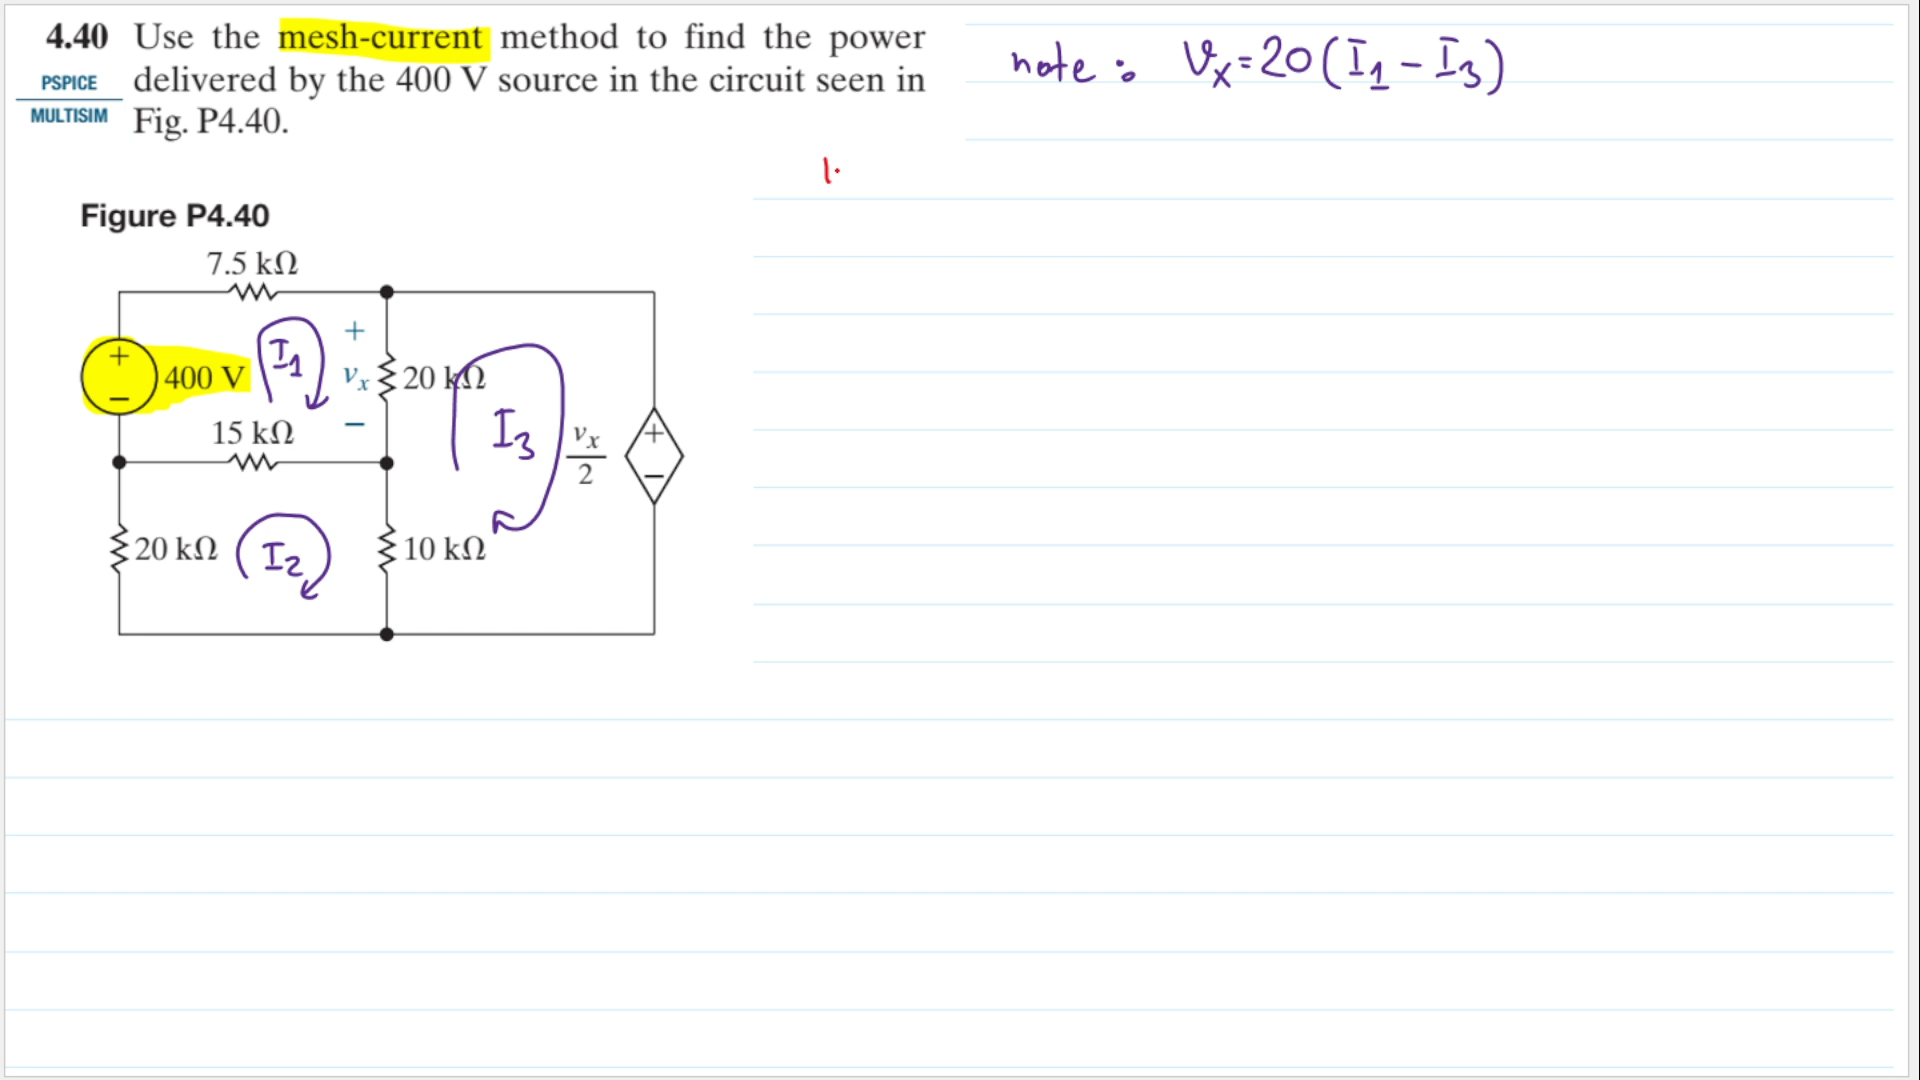 4.40 Use the mesh-current method to find the power
PSPICE delivered by the 400 V source in the circuit seen in
MULTISIM Fig. P4.40.
note : Vx=20(I1-I3)
Figure P4.40
7.5 kΩ
+
400 V
I1
+
vx
−
20 kΩ
15 kΩ
I3
vx/2
+
−
20 kΩ
I2
10 kΩ